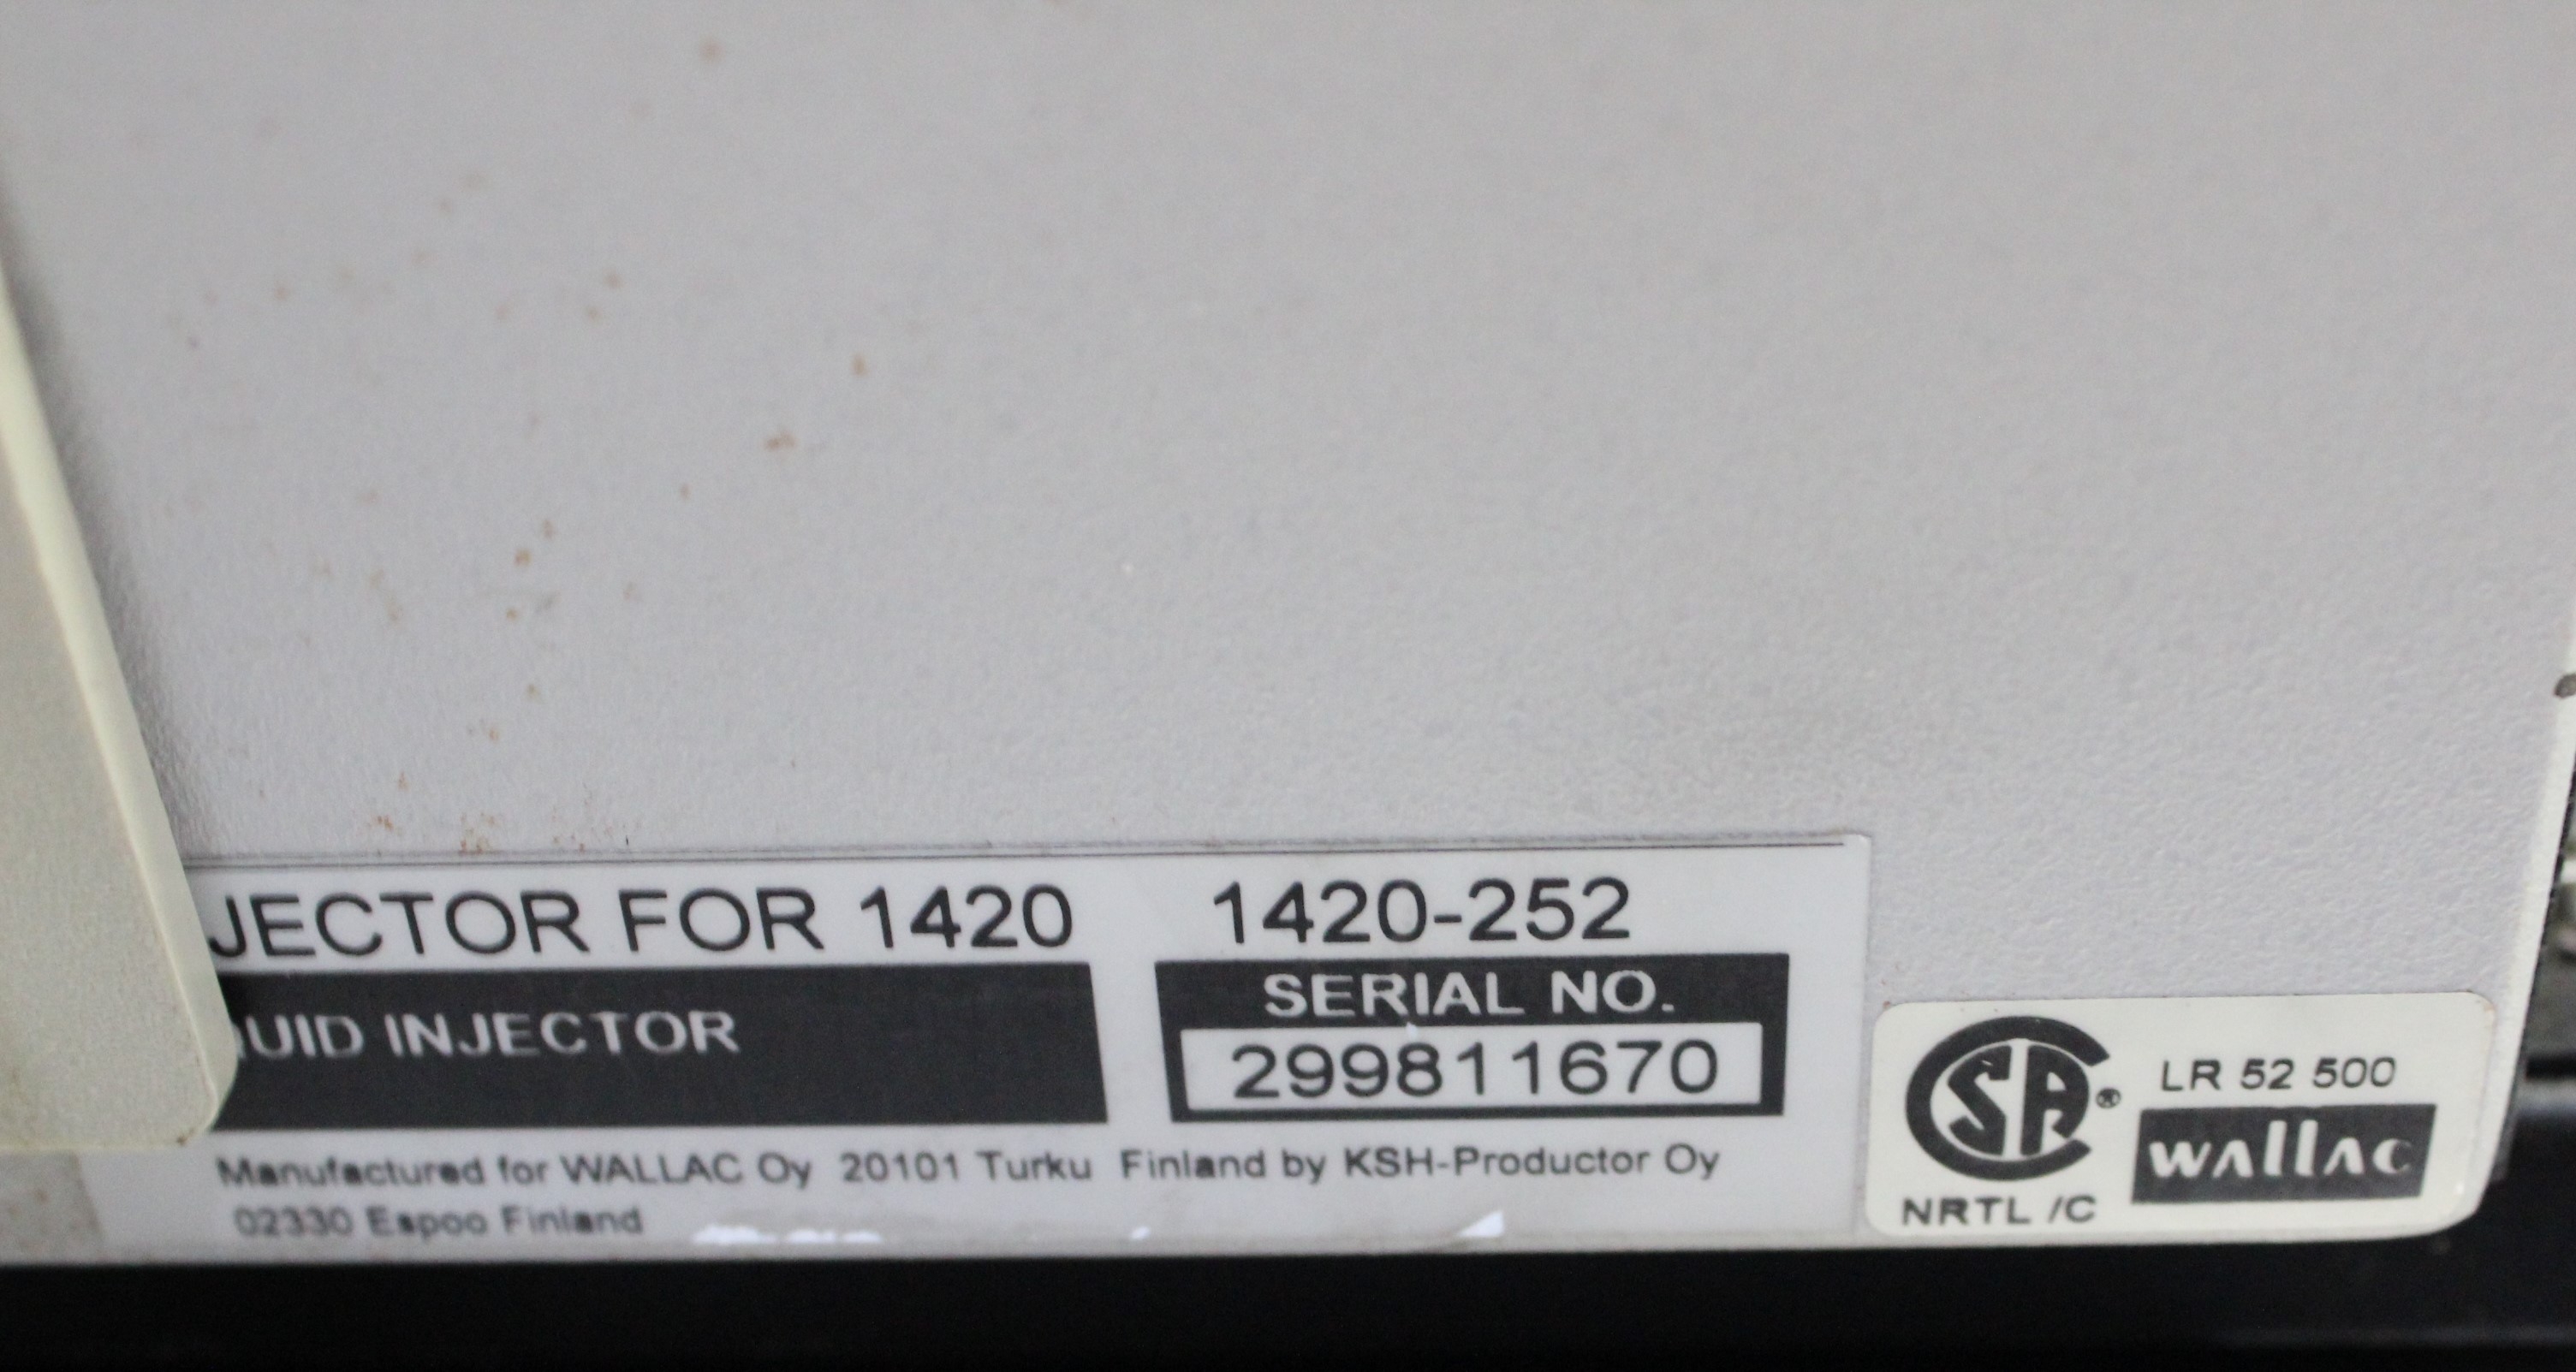 JECTOR FOR 1420 1420-252
UID INJECTOR
SERIAL NO.
299811670
Manufactured for WALLAC Oy 20101 Turku Finland by KSH-Productor Oy
02330 Espoo Finland
SA®
NRTL /C
LR 52 500
wallac